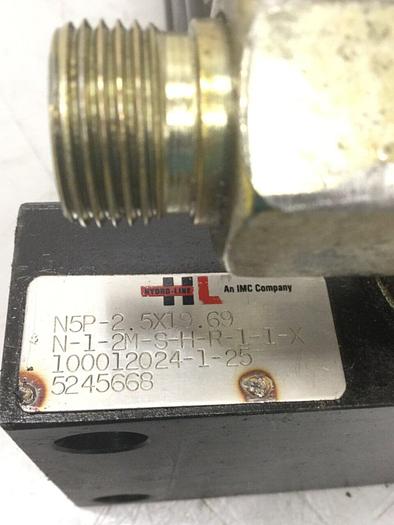 HYDRO-LINE HL An IMC Company
N5P-2.5X19.69
N-1-2M-S-H-R-1-1-X
100012024-1-25
5245668